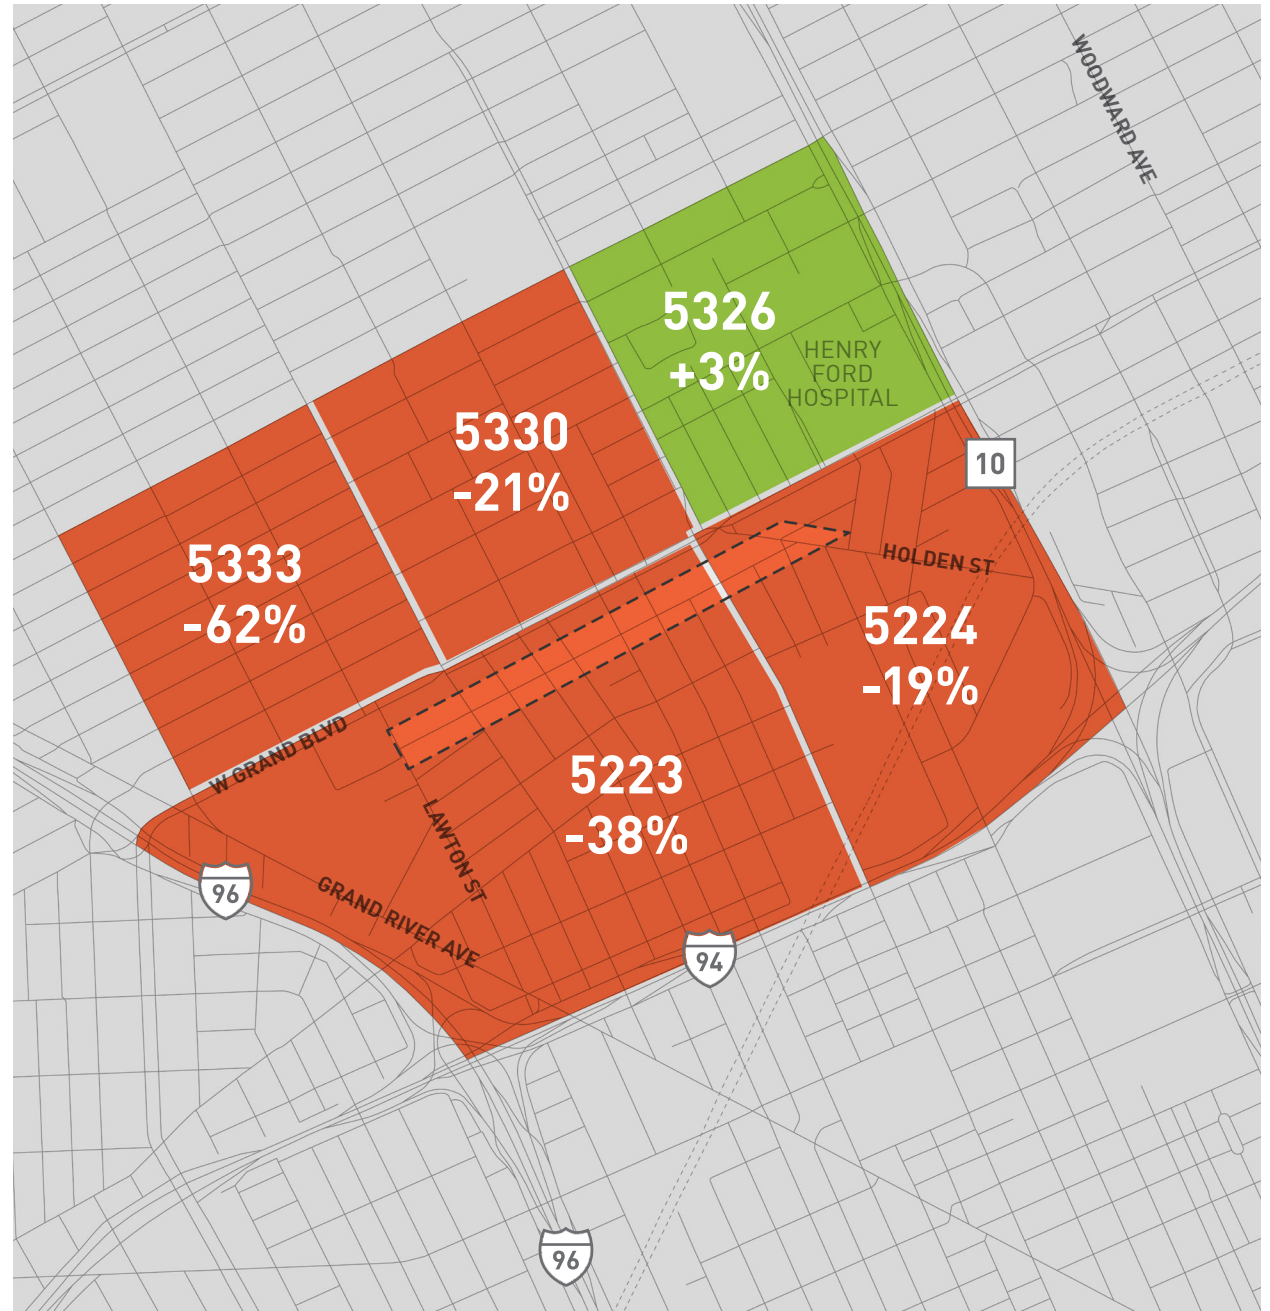 WOODWARD AVE
5326
+3%
HENRY
FORD
HOSPITAL
5330
-21%
10
5333
-62%
HOLDEN ST
5224
-19%
W GRAND BLVD
5223
-38%
LAWTON ST
96
GRAND RIVER AVE
94
96